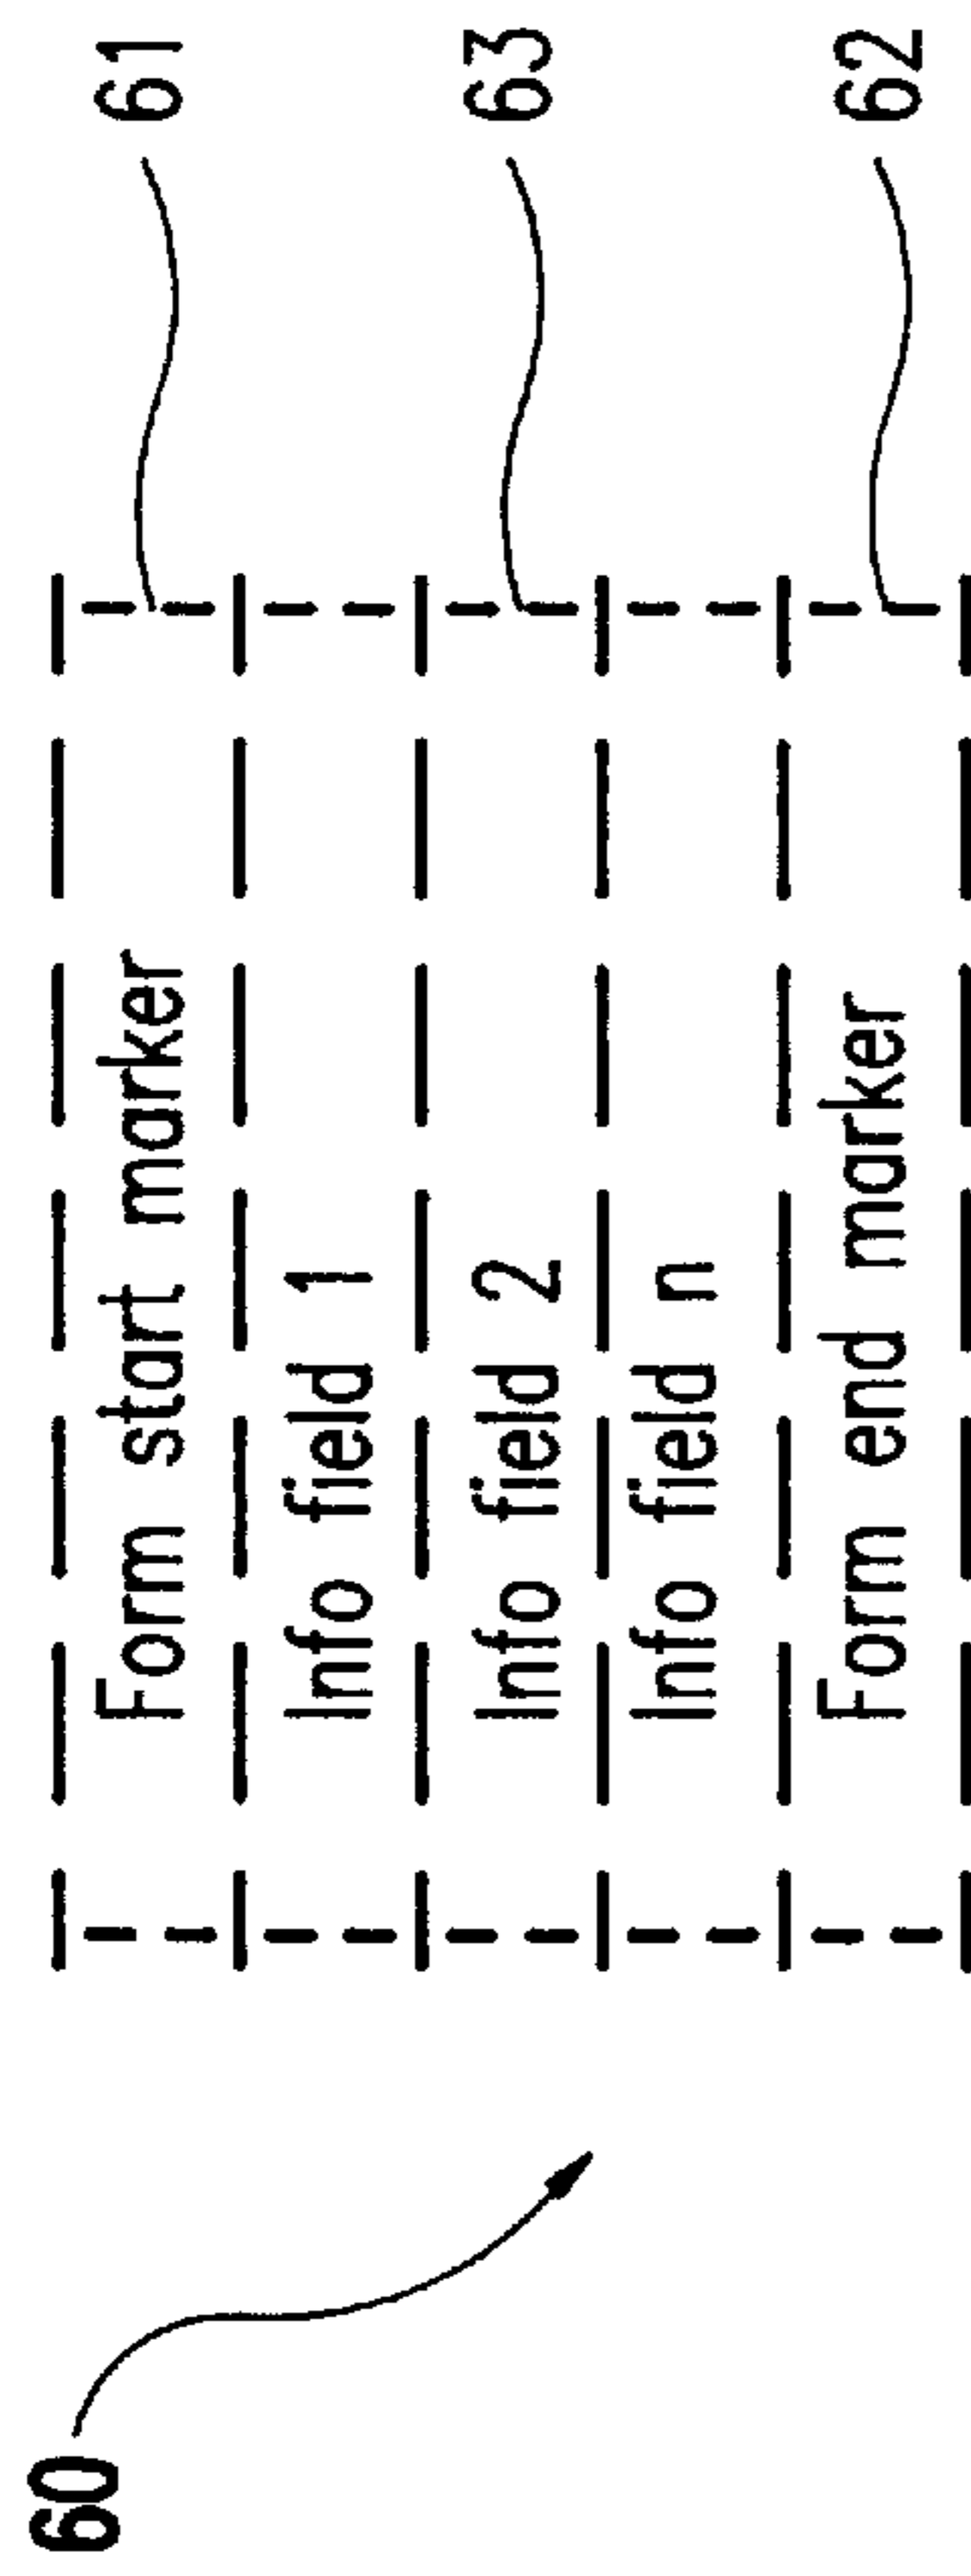 60
Form start marker 61
Info field 1
Info field 2 63
Info field n
Form end marker 62